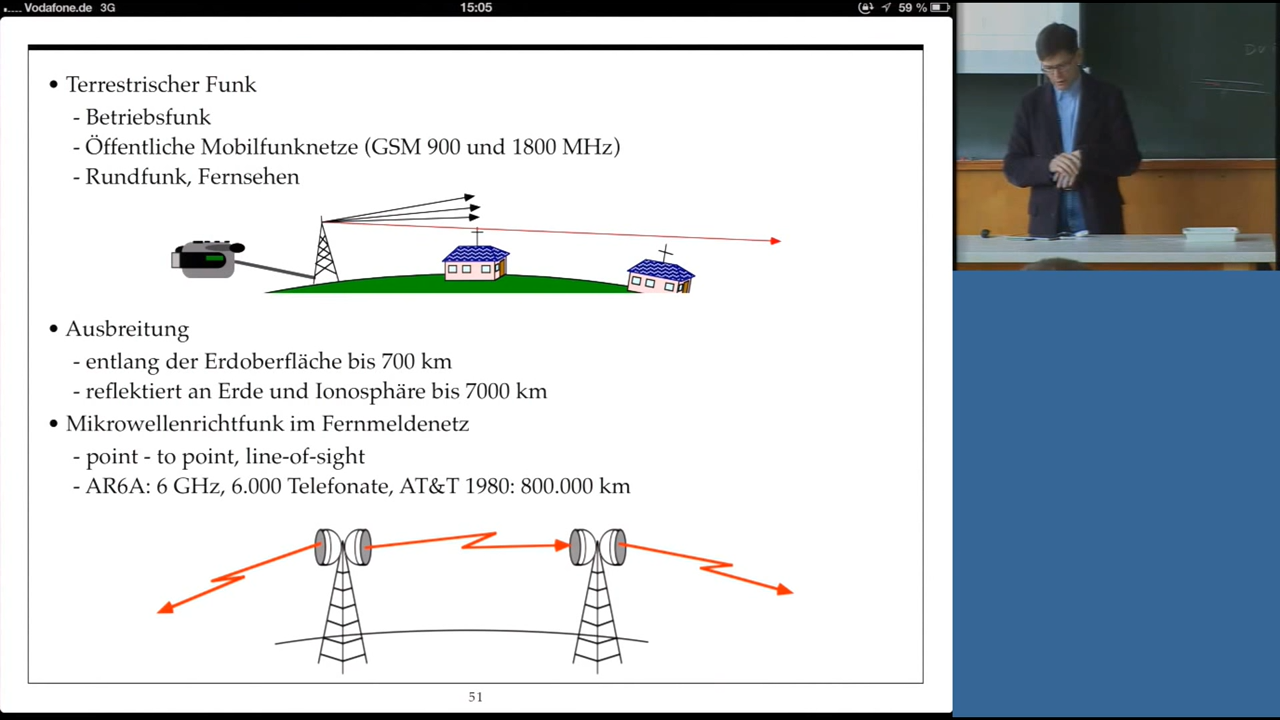 Vodafone.de 3G 15:05 59 %
• Terrestrischer Funk
- Betriebsfunk
- Öffentliche Mobilfunknetze (GSM 900 und 1800 MHz)
- Rundfunk, Fernsehen
• Ausbreitung
- entlang der Erdoberfläche bis 700 km
- reflektiert an Erde und Ionosphäre bis 7000 km
• Mikrowellenrichtfunk im Fernmeldenetz
- point - to point, line-of-sight
- AR6A: 6 GHz, 6.000 Telefonate, AT&T 1980: 800.000 km
51